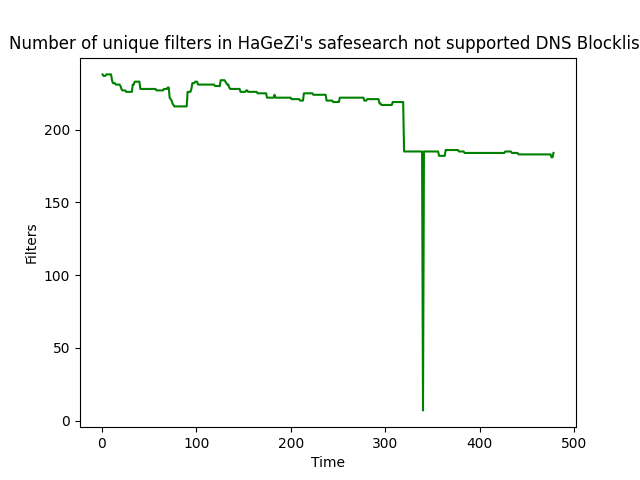 Number of unique filters in HaGeZi's safesearch not supported DNS Blocklis
200
150
100
50
0
Filters
0 100 200 300 400 500
Time